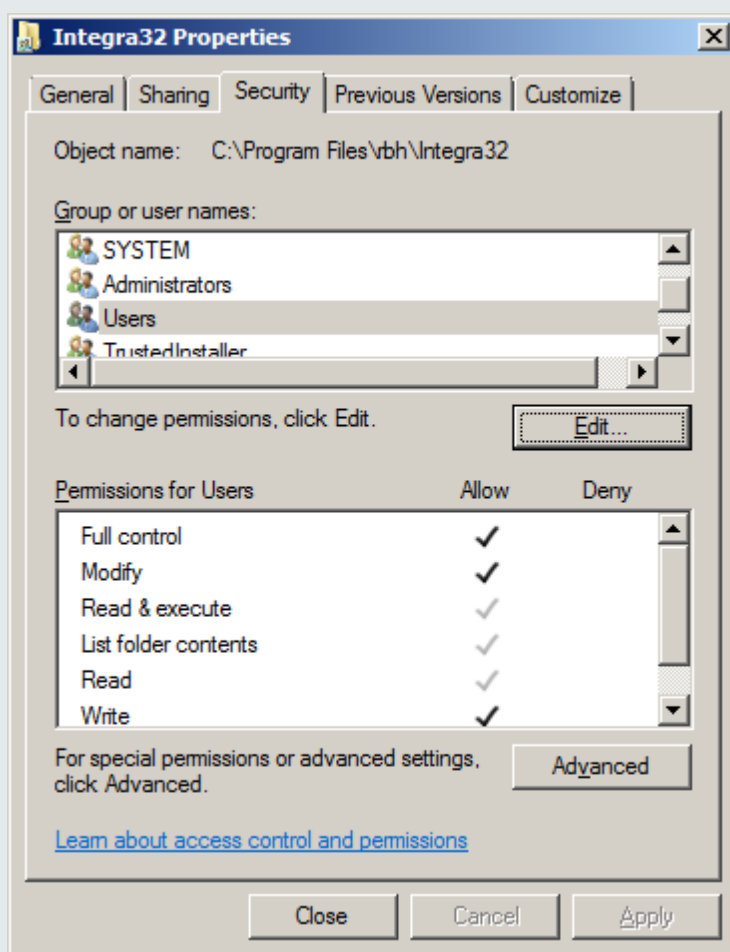 Integra32 Properties
General Sharing Security Previous Versions Customize
Object name: C:\Program Files\rbh\Integra32
Group or user names:
SYSTEM
Administrators
Users
TrustedInstaller
To change permissions, click Edit.
Edit...
Permissions for Users Allow Deny
Full control
Modify
Read & execute
List folder contents
Read
Write
For special permissions or advanced settings,
click Advanced.
Advanced
Learn about access control and permissions
Close Cancel Apply